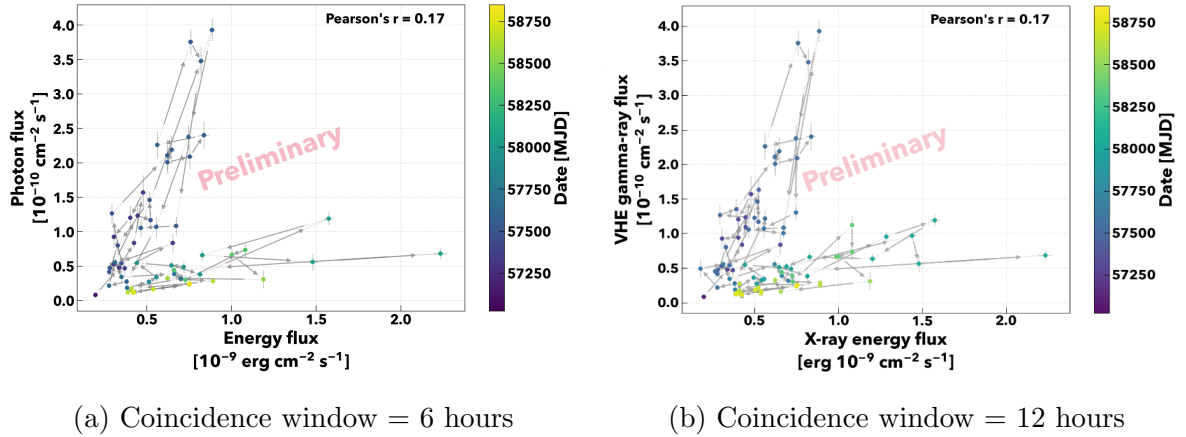 Pearson's r = 0.17
Photon flux
[10⁻¹⁰ cm⁻² s⁻¹]
4.0
3.5
3.0
2.5
2.0
1.5
1.0
0.5
0.0
Preliminary
0.5
1.0
1.5
2.0
Energy flux
[10⁻⁹ erg cm⁻² s⁻¹]
58750
58500
58250
58000
57750
57500
57250
Date [MJD]
(a) Coincidence window = 6 hours
Pearson's r = 0.17
VHE gamma-ray flux
[10⁻¹⁰ cm⁻² s⁻¹]
4.0
3.5
3.0
2.5
2.0
1.5
1.0
0.5
0.0
Preliminary
0.5
1.0
1.5
2.0
X-ray energy flux
[erg 10⁻⁹ cm⁻² s⁻¹]
58750
58500
58250
58000
57750
57500
57250
Date [MJD]
(b) Coincidence window = 12 hours